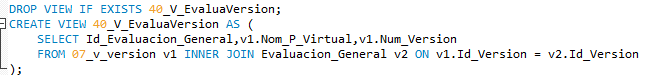 DROP VIEW IF EXISTS 40_V_EvaluaVersion;
CREATE VIEW 40_V_EvaluaVersion AS (
SELECT Id_Evaluacion_General,v1.Nom_P_Virtual,v1.Num_Version
FROM 07_v_version v1 INNER JOIN Evaluacion_General v2 ON v1.Id_Version = v2.Id_Version
);